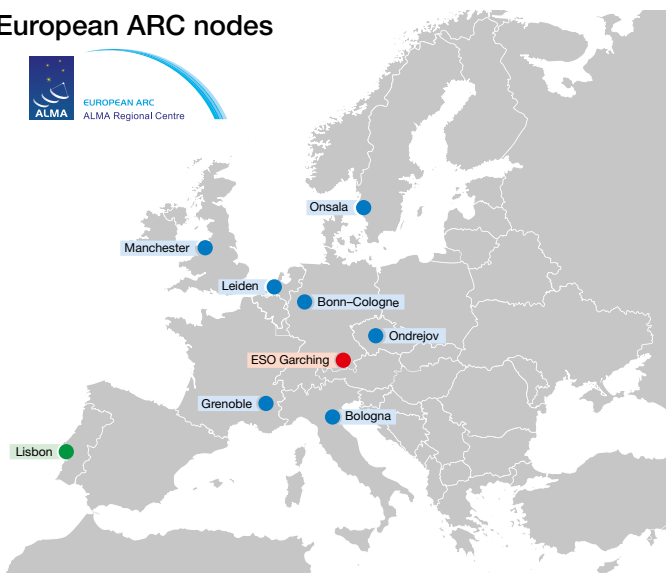 European ARC nodes
ALMA
EUROPEAN ARC
ALMA Regional Centre
Onsala
Manchester
Leiden
Bonn–Cologne
Ondrejov
ESO Garching
Grenoble
Bologna
Lisbon